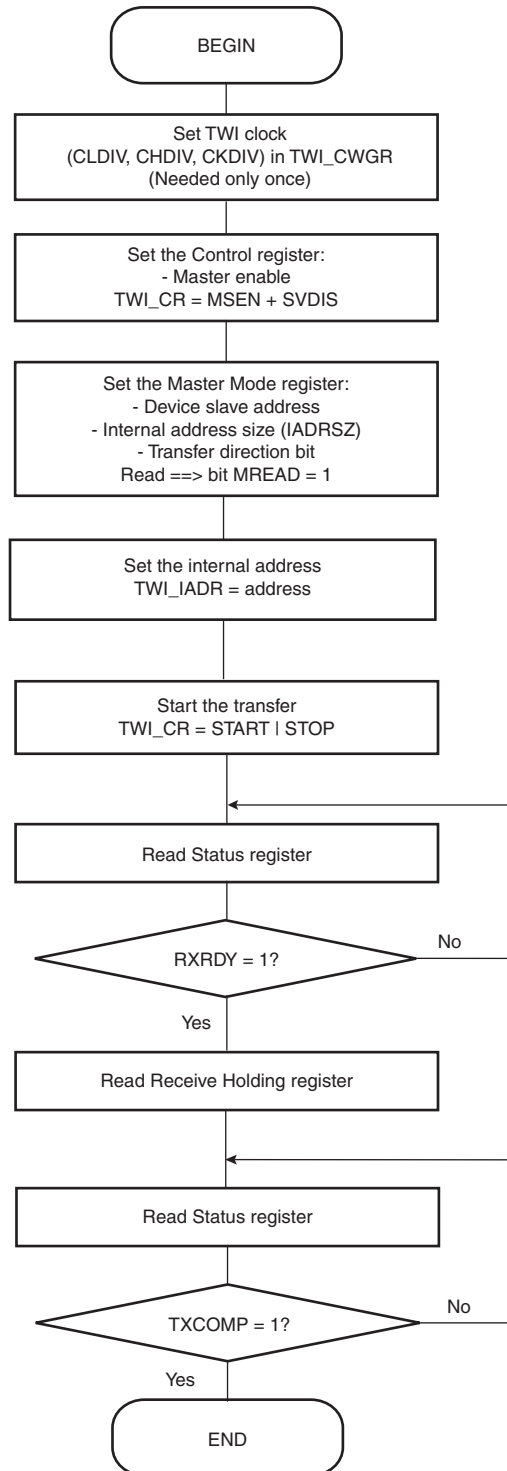 BEGIN
Set TWI clock
(CLDIV, CHDIV, CKDIV) in TWI_CWGR
(Needed only once)
Set the Control register:
- Master enable
TWI_CR = MSEN + SVDIS
Set the Master Mode register:
- Device slave address
- Internal address size (IADRSZ)
- Transfer direction bit
Read ==> bit MREAD = 1
Set the internal address
TWI_IADR = address
Start the transfer
TWI_CR = START | STOP
Read Status register
RXRDY = 1?
No
Yes
Read Receive Holding register
Read Status register
TXCOMP = 1?
No
Yes
END